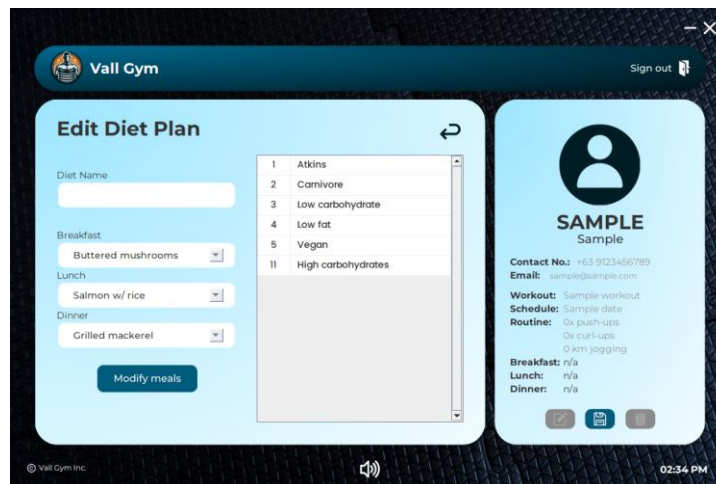 Vall Gym
Sign out
Edit Diet Plan
Diet Name
Breakfast
Buttered mushrooms
Lunch
Salmon w/ rice
Dinner
Grilled mackerel
Modify meals
1 Atkins
2 Carnivore
3 Low carbohydrate
4 Low fat
5 Vegan
11 High carbohydrates
SAMPLE
Sample
Contact No.: +63 9123456789
Email: sample@sample.com
Workout: Sample workout
Schedule: Sample date
Routine: 0x push-ups
0x curl-ups
0 km jogging
Breakfast: n/a
Lunch: n/a
Dinner: n/a
© Vall Gym Inc.
02:34 PM